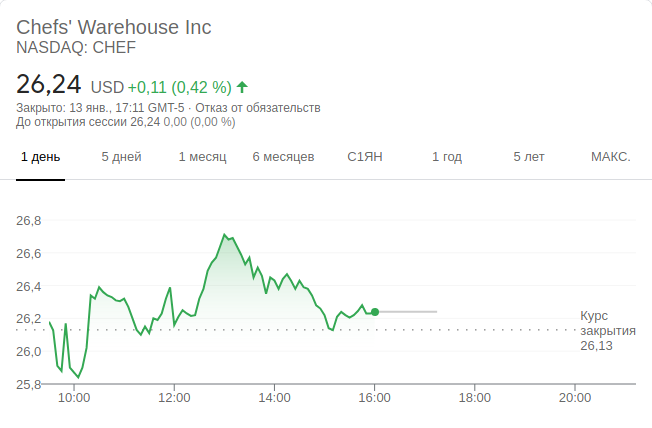 Chefs' Warehouse Inc
NASDAQ: CHEF
26,24 USD +0,11 (0,42 %)
Закрыто: 13 янв., 17:11 GMT-5 · Отказ от обязательств
До открытия сессии 26,24 0,00 (0,00 %)
1 день 5 дней 1 месяц 6 месяцев С1ЯН 1 год 5 лет МАКС.
26,8
26,6
26,4
26,2
26,0
25,8
Курс
закрытия
26,13
10:00 12:00 14:00 16:00 18:00 20:00